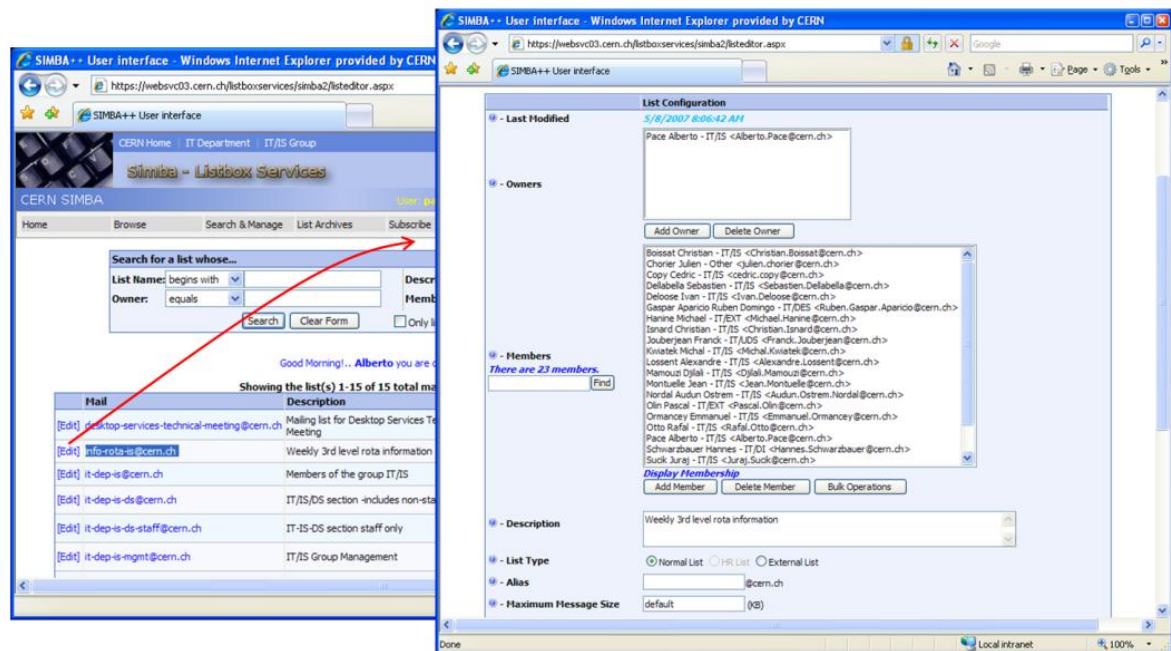 SIMBA++ User interface - Windows Internet Explorer provided by CERN
https://websvc03.cern.ch/listboxservices/simba2/listeditor.aspx
SIMBA++ User interface
CERN Home | IT Department | IT/IS Group
Simba - Listbox Services
CERN SIMBA
User:
Home Browse Search & Manage List Archives Subscribe
Search for a list whose...
List Name: begins with Descr
Owner: equals Memb
Search Clear Form Only li
Good Morning!.. Alberto you are
Showing the list(s) 1-15 of 15 total
Mail Description
[Edit] desktop-services-technical-meeting@cern.ch Mailing list for Desktop Services Te
Meeting
[Edit] info-rota-is@cern.ch Weekly 3rd level rota information
[Edit] it-dep-is@cern.ch Members of the group IT/IS
[Edit] it-dep-is-ds@cern.ch IT/IS/DS section -includes non-sta
[Edit] it-dep-is-ds-staff@cern.ch IT-IS-DS section staff only
[Edit] it-dep-is-mgmt@cern.ch IT/IS Group Management
SIMBA++ User interface - Windows Internet Explorer provided by CERN
https://websvc03.cern.ch/listboxservices/simba2/listeditor.aspx
Google
SIMBA++ User interface
Page Tools
List Configuration
- Last Modified 5/8/2007 8:06:42 AM
- Owners
Pace Alberto - IT/IS <Alberto.Pace@cern.ch>
Add Owner Delete Owner
- Members
There are 23 members.
Find
Boissat Christian - IT/IS <Christian.Boissat@cern.ch>
Chorier Julien - Other <julien.chorier@cern.ch>
Copy Cedric - IT/IS <cedric.copy@cern.ch>
Dellabella Sebastien - IT/IS <Sebastien.Dellabella@cern.ch>
Deloose Ivan - IT/IS <Ivan.Deloose@cern.ch>
Gaspar Aparicio Ruben Domingo - IT/DES <Ruben.Gaspar.Aparicio@cern.ch>
Hanine Michael - IT/EXT <Michael.Hanine@cern.ch>
Isnard Christian - IT/IS <Christian.Isnard@cern.ch>
Jouberjean Franck - IT/UDS <Franck.Jouberjean@cern.ch>
Kwiatek Michal - IT/IS <Michal.Kwiatek@cern.ch>
Lossent Alexandre - IT/IS <Alexandre.Lossent@cern.ch>
Mamouzi Djilali - IT/IS <Djilali.Mamouzi@cern.ch>
Montuelle Jean - IT/IS <Jean.Montuelle@cern.ch>
Nordal Audun Ostrem - IT/IS <Audun.Ostrem.Nordal@cern.ch>
Olin Pascal - IT/EXT <Pascal.Olin@cern.ch>
Ormancey Emmanuel - IT/IS <Emmanuel.Ormancey@cern.ch>
Otto Rafal - IT/IS <Rafal.Otto@cern.ch>
Pace Alberto - IT/IS <Alberto.Pace@cern.ch>
Schwarzbauer Hannes - IT/DI <Hannes.Schwarzbauer@cern.ch>
Sucik Juraj - IT/IS <Juraj.Sucik@cern.ch>
Display Membership
Add Member Delete Member Bulk Operations
- Description Weekly 3rd level rota information
- List Type Normal List HR List External List
- Alias @cern.ch
- Maximum Message Size default (KB)
Done Local intranet 100%